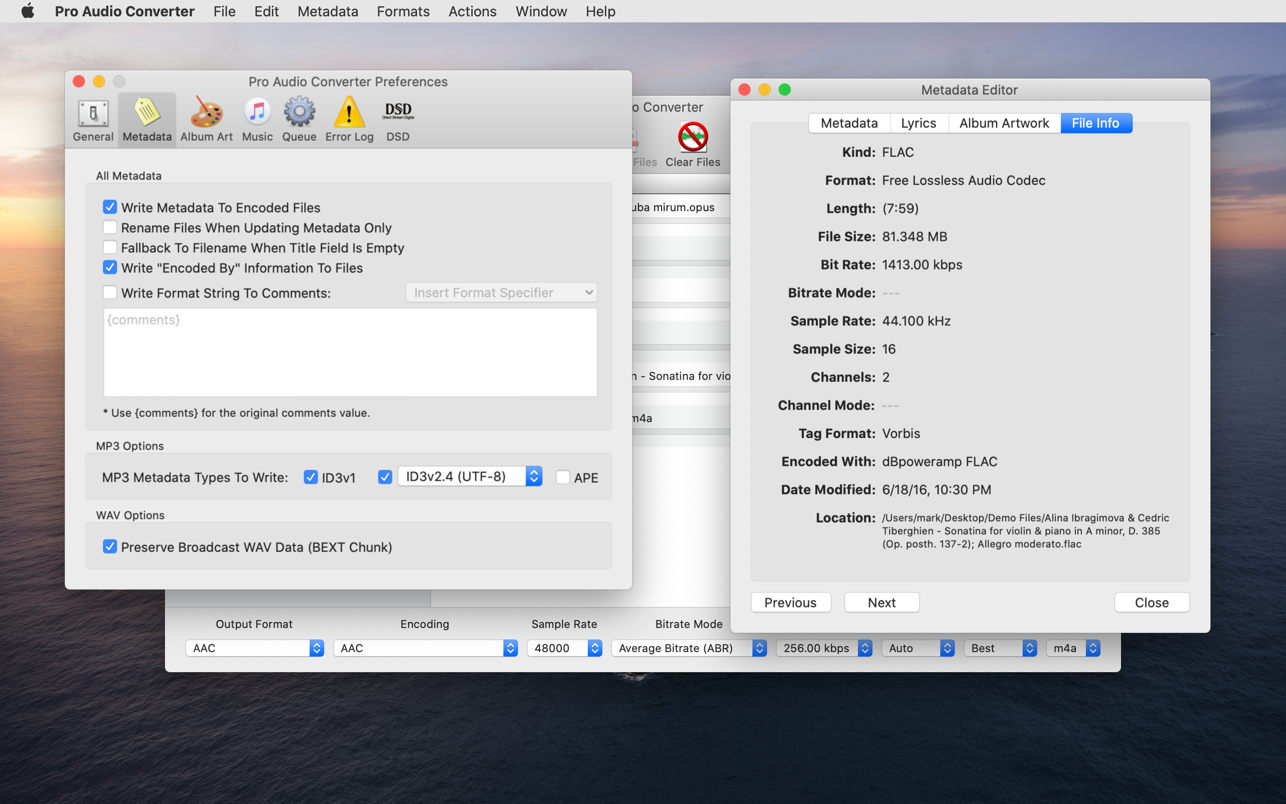 Pro Audio Converter File Edit Metadata Formats Actions Window Help
Pro Audio Converter Preferences
General Metadata Album Art Music Queue Error Log DSD
DSD
Direct Stream Digital
All Metadata
Write Metadata To Encoded Files
Rename Files When Updating Metadata Only
Fallback To Filename When Title Field Is Empty
Write "Encoded By" Information To Files
Write Format String To Comments: Insert Format Specifier
{comments}
* Use {comments} for the original comments value.
MP3 Options
MP3 Metadata Types To Write: ID3v1 ID3v2.4 (UTF-8) APE
WAV Options
Preserve Broadcast WAV Data (BEXT Chunk)
o Converter
Files Clear Files
uba mirum.opus
n - Sonatina for vio
m4a
Output Format Encoding Sample Rate Bitrate Mode
AAC AAC 48000 Average Bitrate (ABR) 256.00 kbps Auto Best m4a
Metadata Editor
Metadata Lyrics Album Artwork File Info
Kind: FLAC
Format: Free Lossless Audio Codec
Length: (7:59)
File Size: 81.348 MB
Bit Rate: 1413.00 kbps
Bitrate Mode: ---
Sample Rate: 44.100 kHz
Sample Size: 16
Channels: 2
Channel Mode: ---
Tag Format: Vorbis
Encoded With: dBpoweramp FLAC
Date Modified: 6/18/16, 10:30 PM
Location: /Users/mark/Desktop/Demo Files/Alina Ibragimova & Cedric
Tiberghien - Sonatina for violin & piano in A minor, D. 385
(Op. posth. 137-2); Allegro moderato.flac
Previous Next Close